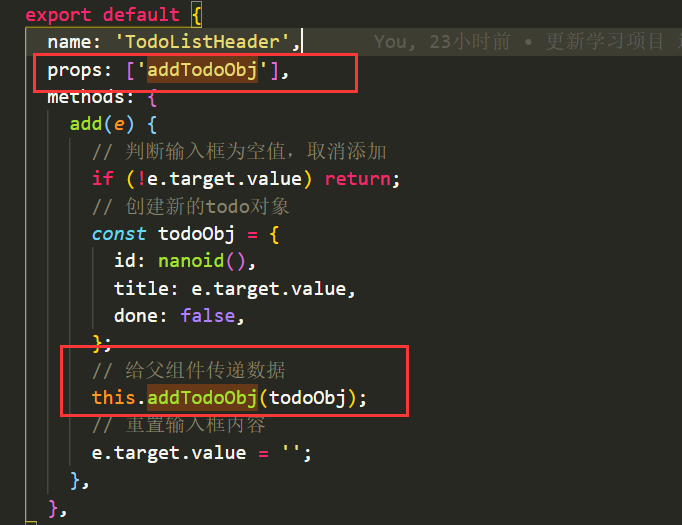 export default {
name: 'TodoListHeader', You, 23小时前 • 更新学习项目
props: ['addTodoObj'],
methods: {
add(e) {
// 判断输入框为空值，取消添加
if (!e.target.value) return;
// 创建新的todo对象
const todoObj = {
id: nanoid(),
title: e.target.value,
done: false,
};
// 给父组件传递数据
this.addTodoObj(todoObj);
// 重置输入框内容
e.target.value = '';
},
},